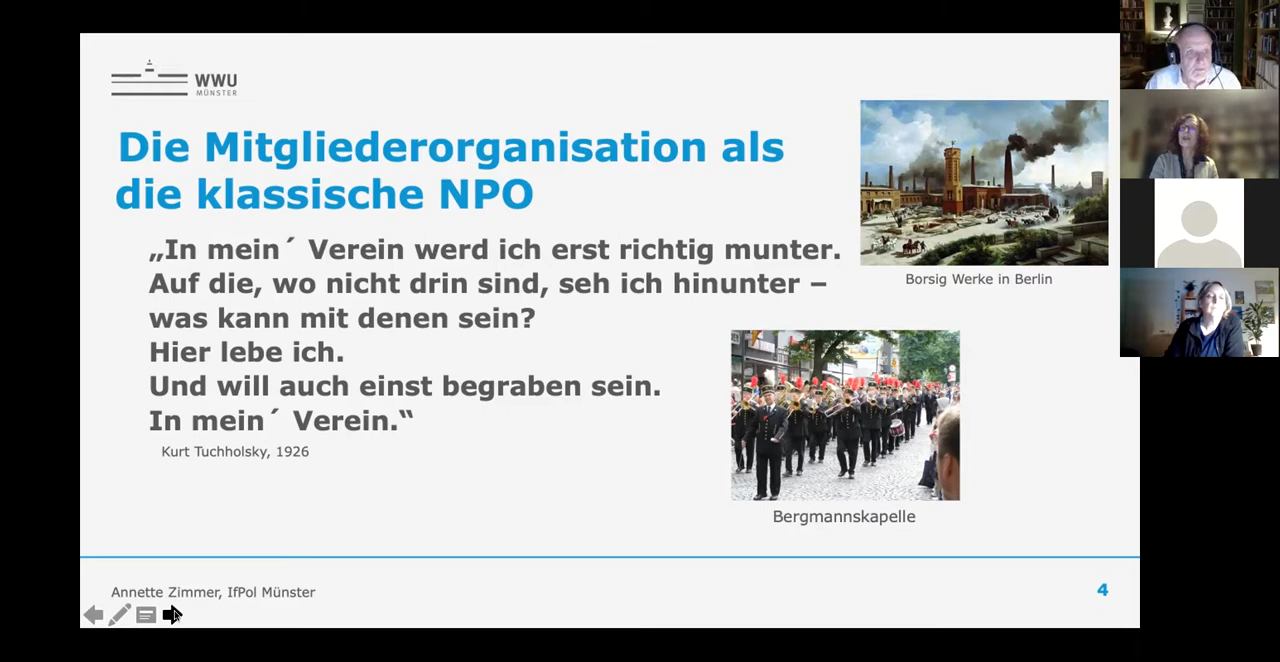 WWU
MÜNSTER
Die Mitgliederorganisation als
die klassische NPO
„In mein´ Verein werd ich erst richtig munter.
Auf die, wo nicht drin sind, seh ich hinunter –
was kann mit denen sein?
Hier lebe ich.
Und will auch einst begraben sein.
In mein´ Verein.“
Kurt Tuchholsky, 1926
Borsig Werke in Berlin
Bergmannskapelle
Annette Zimmer, IfPol Münster
4